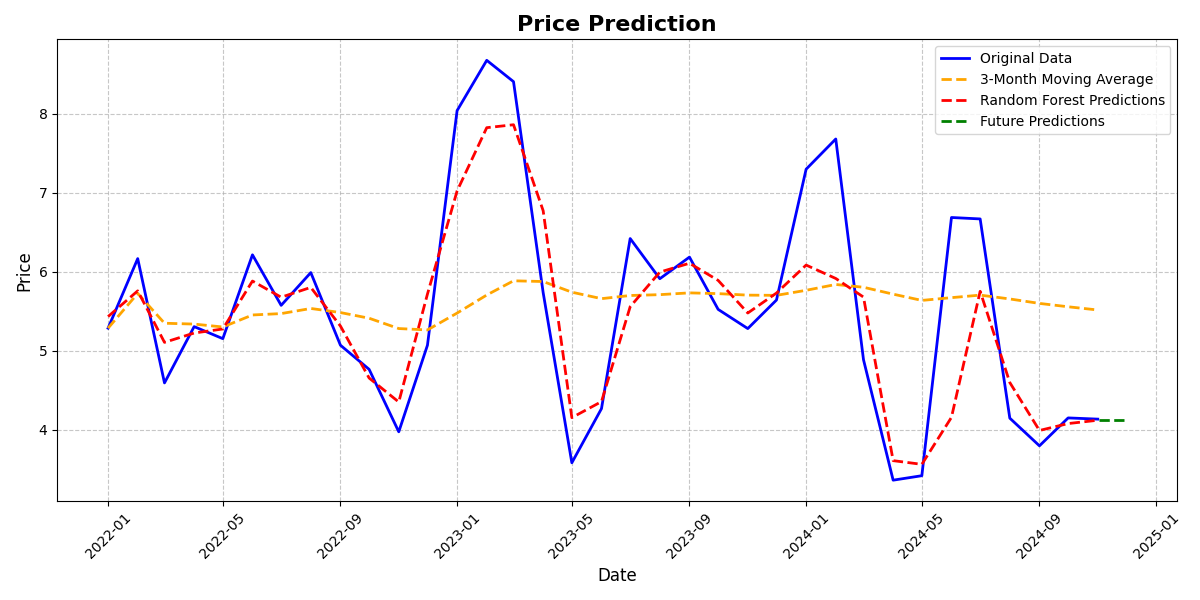 Price Prediction
Original Data
3-Month Moving Average
Random Forest Predictions
Future Predictions
Price
8
7
6
5
4
2022-01
2022-05
2022-09
2023-01
2023-05
2023-09
2024-01
2024-05
2024-09
2025-01
Date